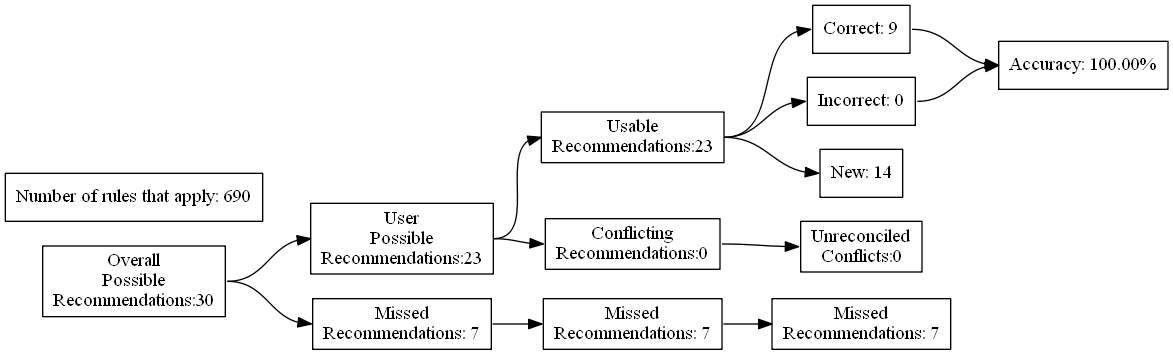 Number of rules that apply: 690
Overall
Possible
Recommendations:30
User
Possible
Recommendations:23
Missed
Recommendations: 7
Usable
Recommendations:23
Conflicting
Recommendations:0
Missed
Recommendations: 7
Correct: 9
Incorrect: 0
New: 14
Unreconciled
Conflicts:0
Missed
Recommendations: 7
Accuracy: 100.00%